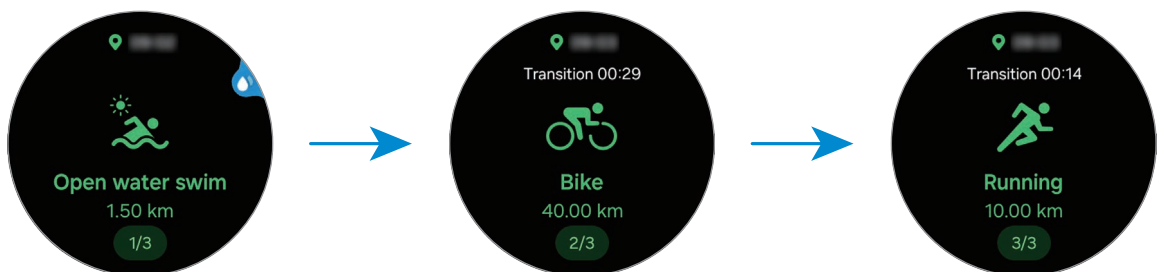 Open water swim
1.50 km
1/3
Transition 00:29
Bike
40.00 km
2/3
Transition 00:14
Running
10.00 km
3/3